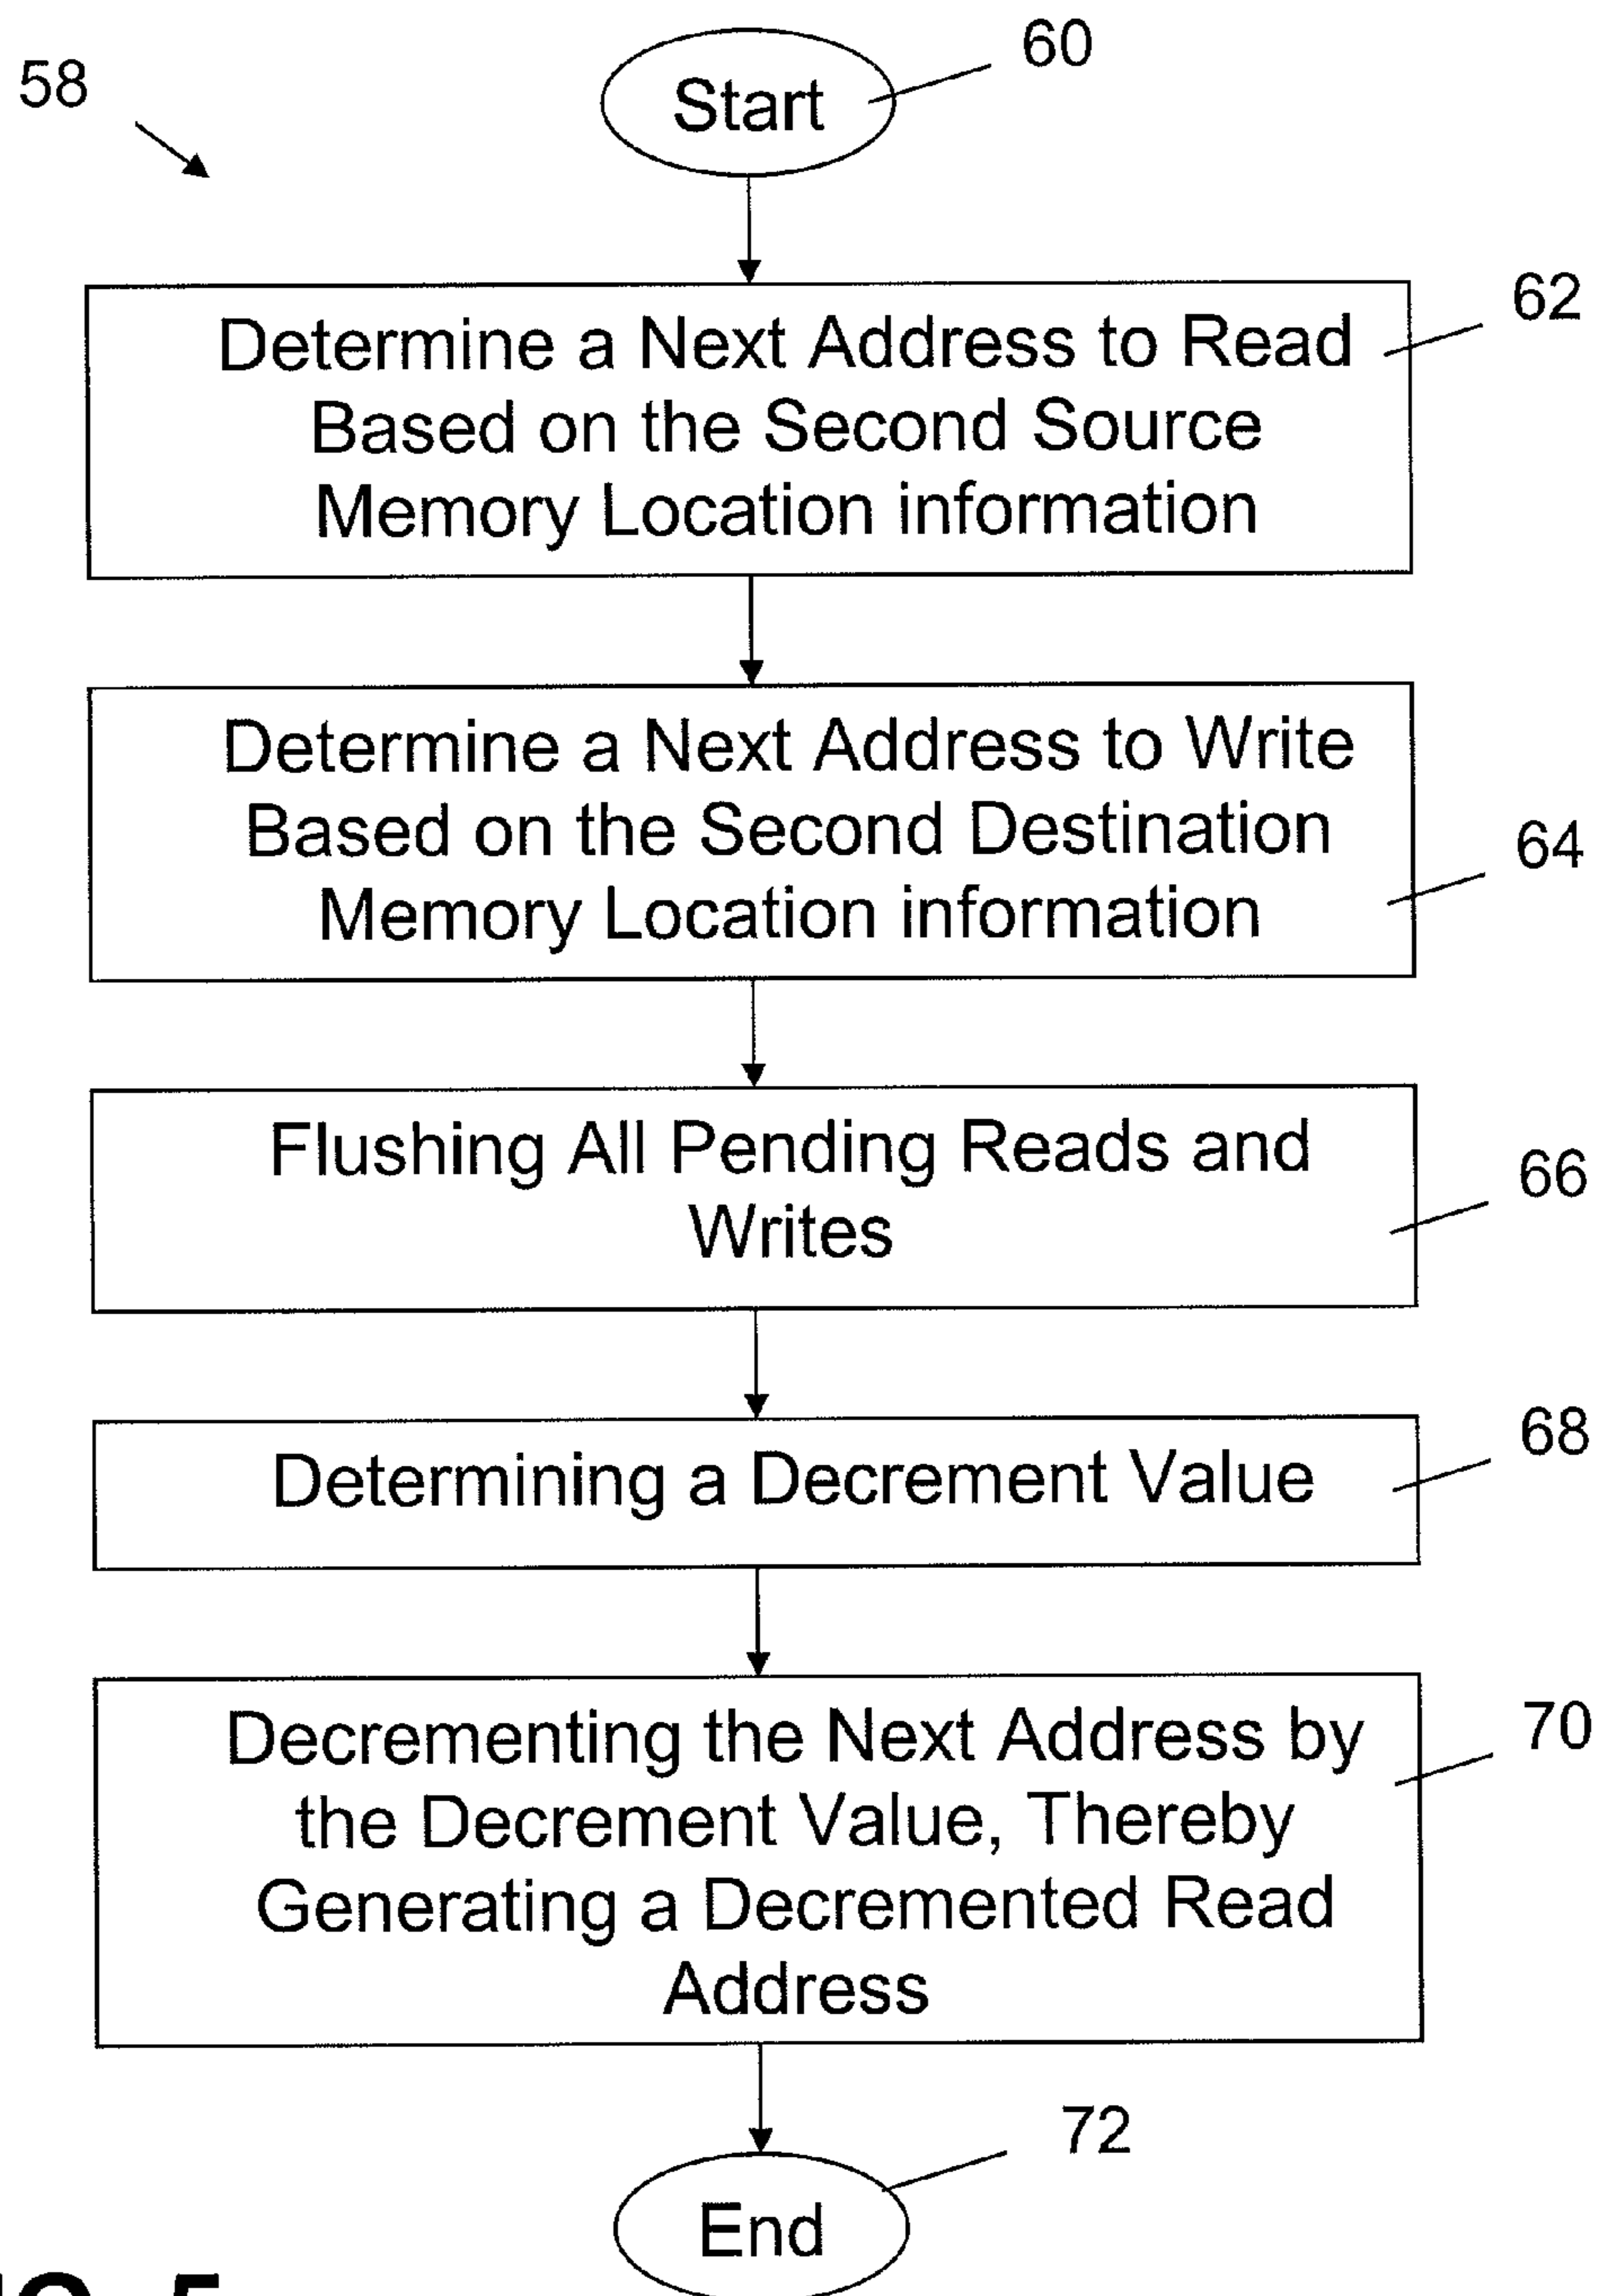 58
Start
60
Determine a Next Address to Read
Based on the Second Source
Memory Location information
62
Determine a Next Address to Write
Based on the Second Destination
Memory Location information
64
Flushing All Pending Reads and
Writes
66
Determining a Decrement Value
68
Decrementing the Next Address by
the Decrement Value, Thereby
Generating a Decremented Read
Address
70
72
End